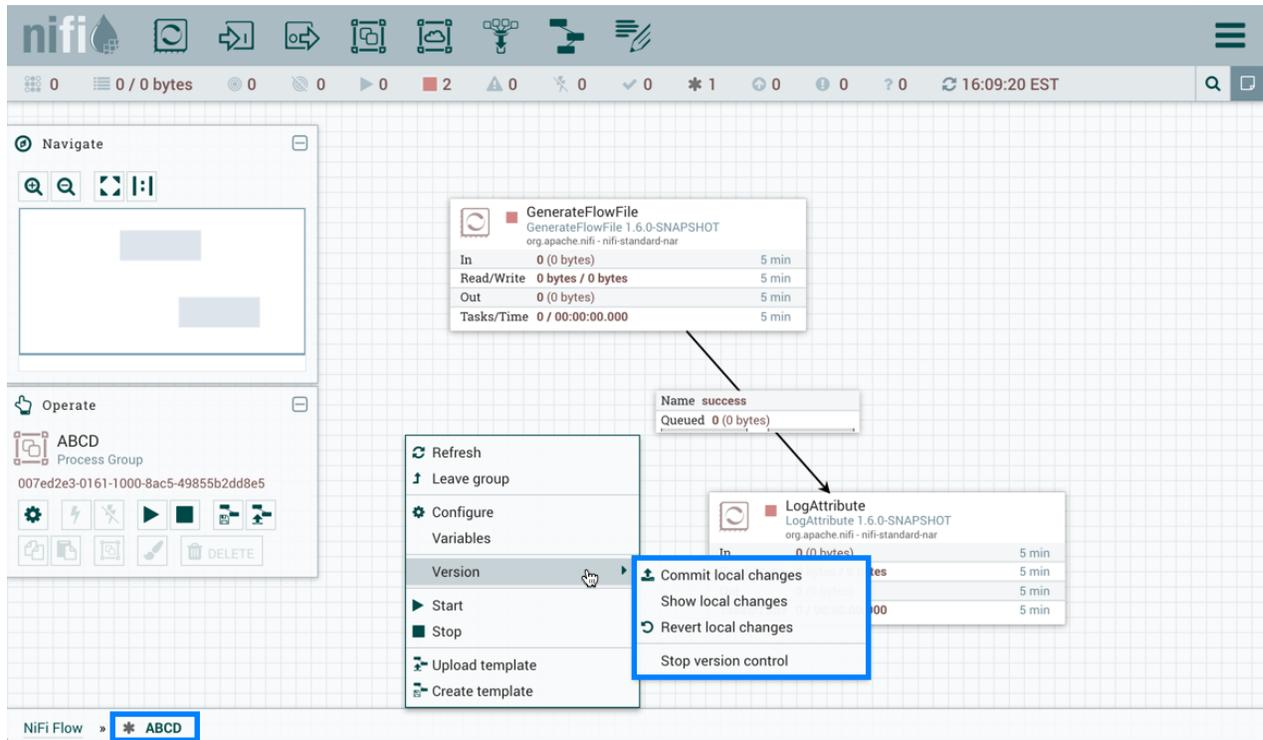 nifi
0 0 / 0 bytes 0 0 0 2 0 0 0 1 0 0 ? 0 16:09:20 EST
Navigate
Operate
ABCD
Process Group
007ed2e3-0161-1000-8ac5-49855b2dd8e5
DELETE
GenerateFlowFile
GenerateFlowFile 1.6.0-SNAPSHOT
org.apache.nifi - nifi-standard-nar
In 0 (0 bytes) 5 min
Read/Write 0 bytes / 0 bytes 5 min
Out 0 (0 bytes) 5 min
Tasks/Time 0 / 00:00:00.000 5 min
Name success
Queued 0 (0 bytes)
LogAttribute
LogAttribute 1.6.0-SNAPSHOT
org.apache.nifi - nifi-standard-nar
In 0 (0 bytes) 5 min
5 min
5 min
5 min
Refresh
Leave group
Configure
Variables
Version
Start
Stop
Upload template
Create template
Commit local changes
Show local changes
Revert local changes
Stop version control
NiFi Flow » ABCD